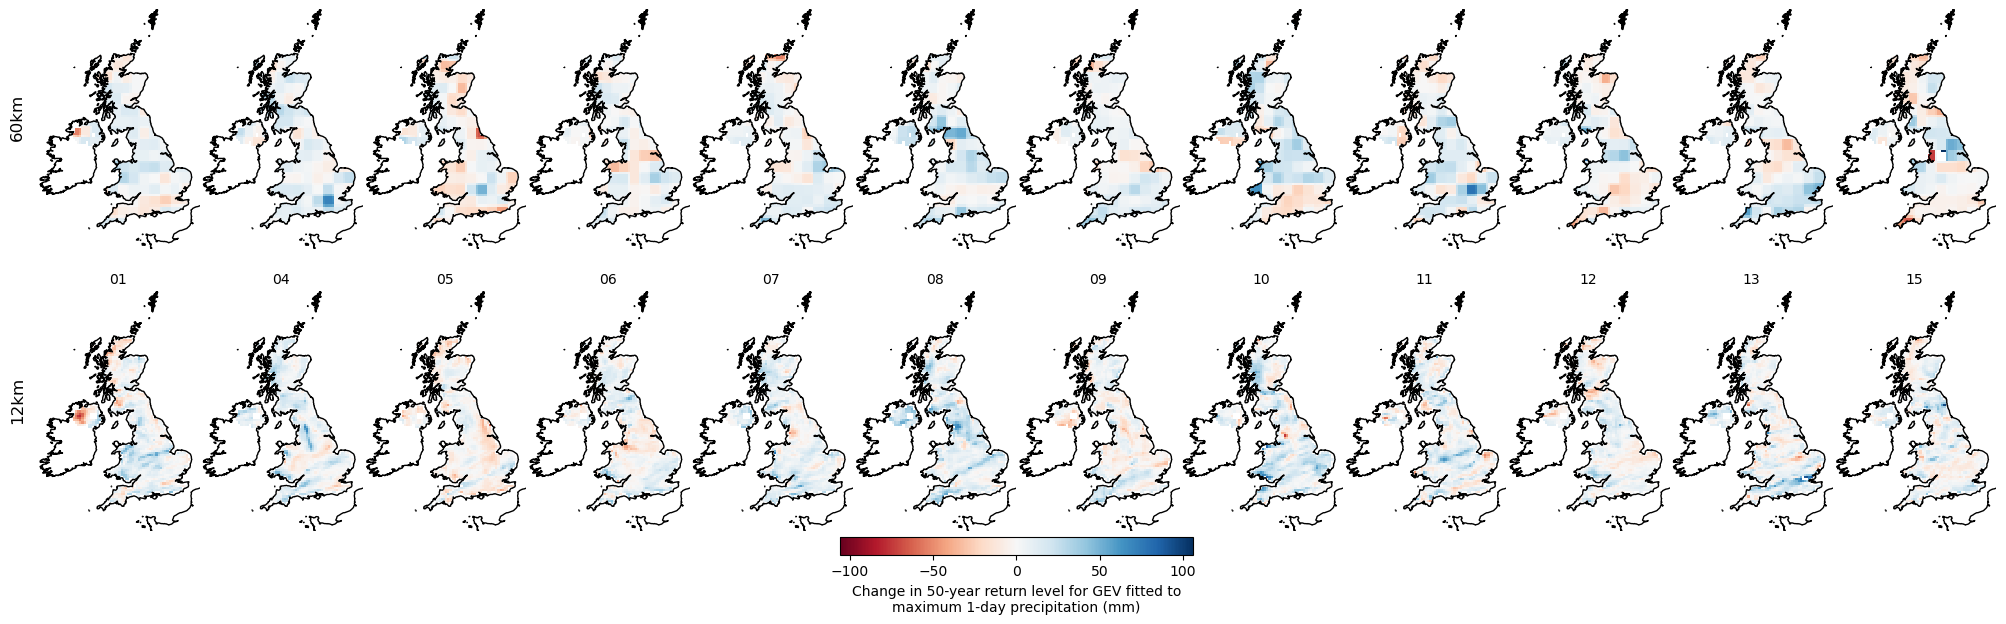 60km
01 04 05 06 07 08 09 10 11 12 13 15
12km
−100 −50 0 50 100
Change in 50-year return level for GEV fitted to
maximum 1-day precipitation (mm)